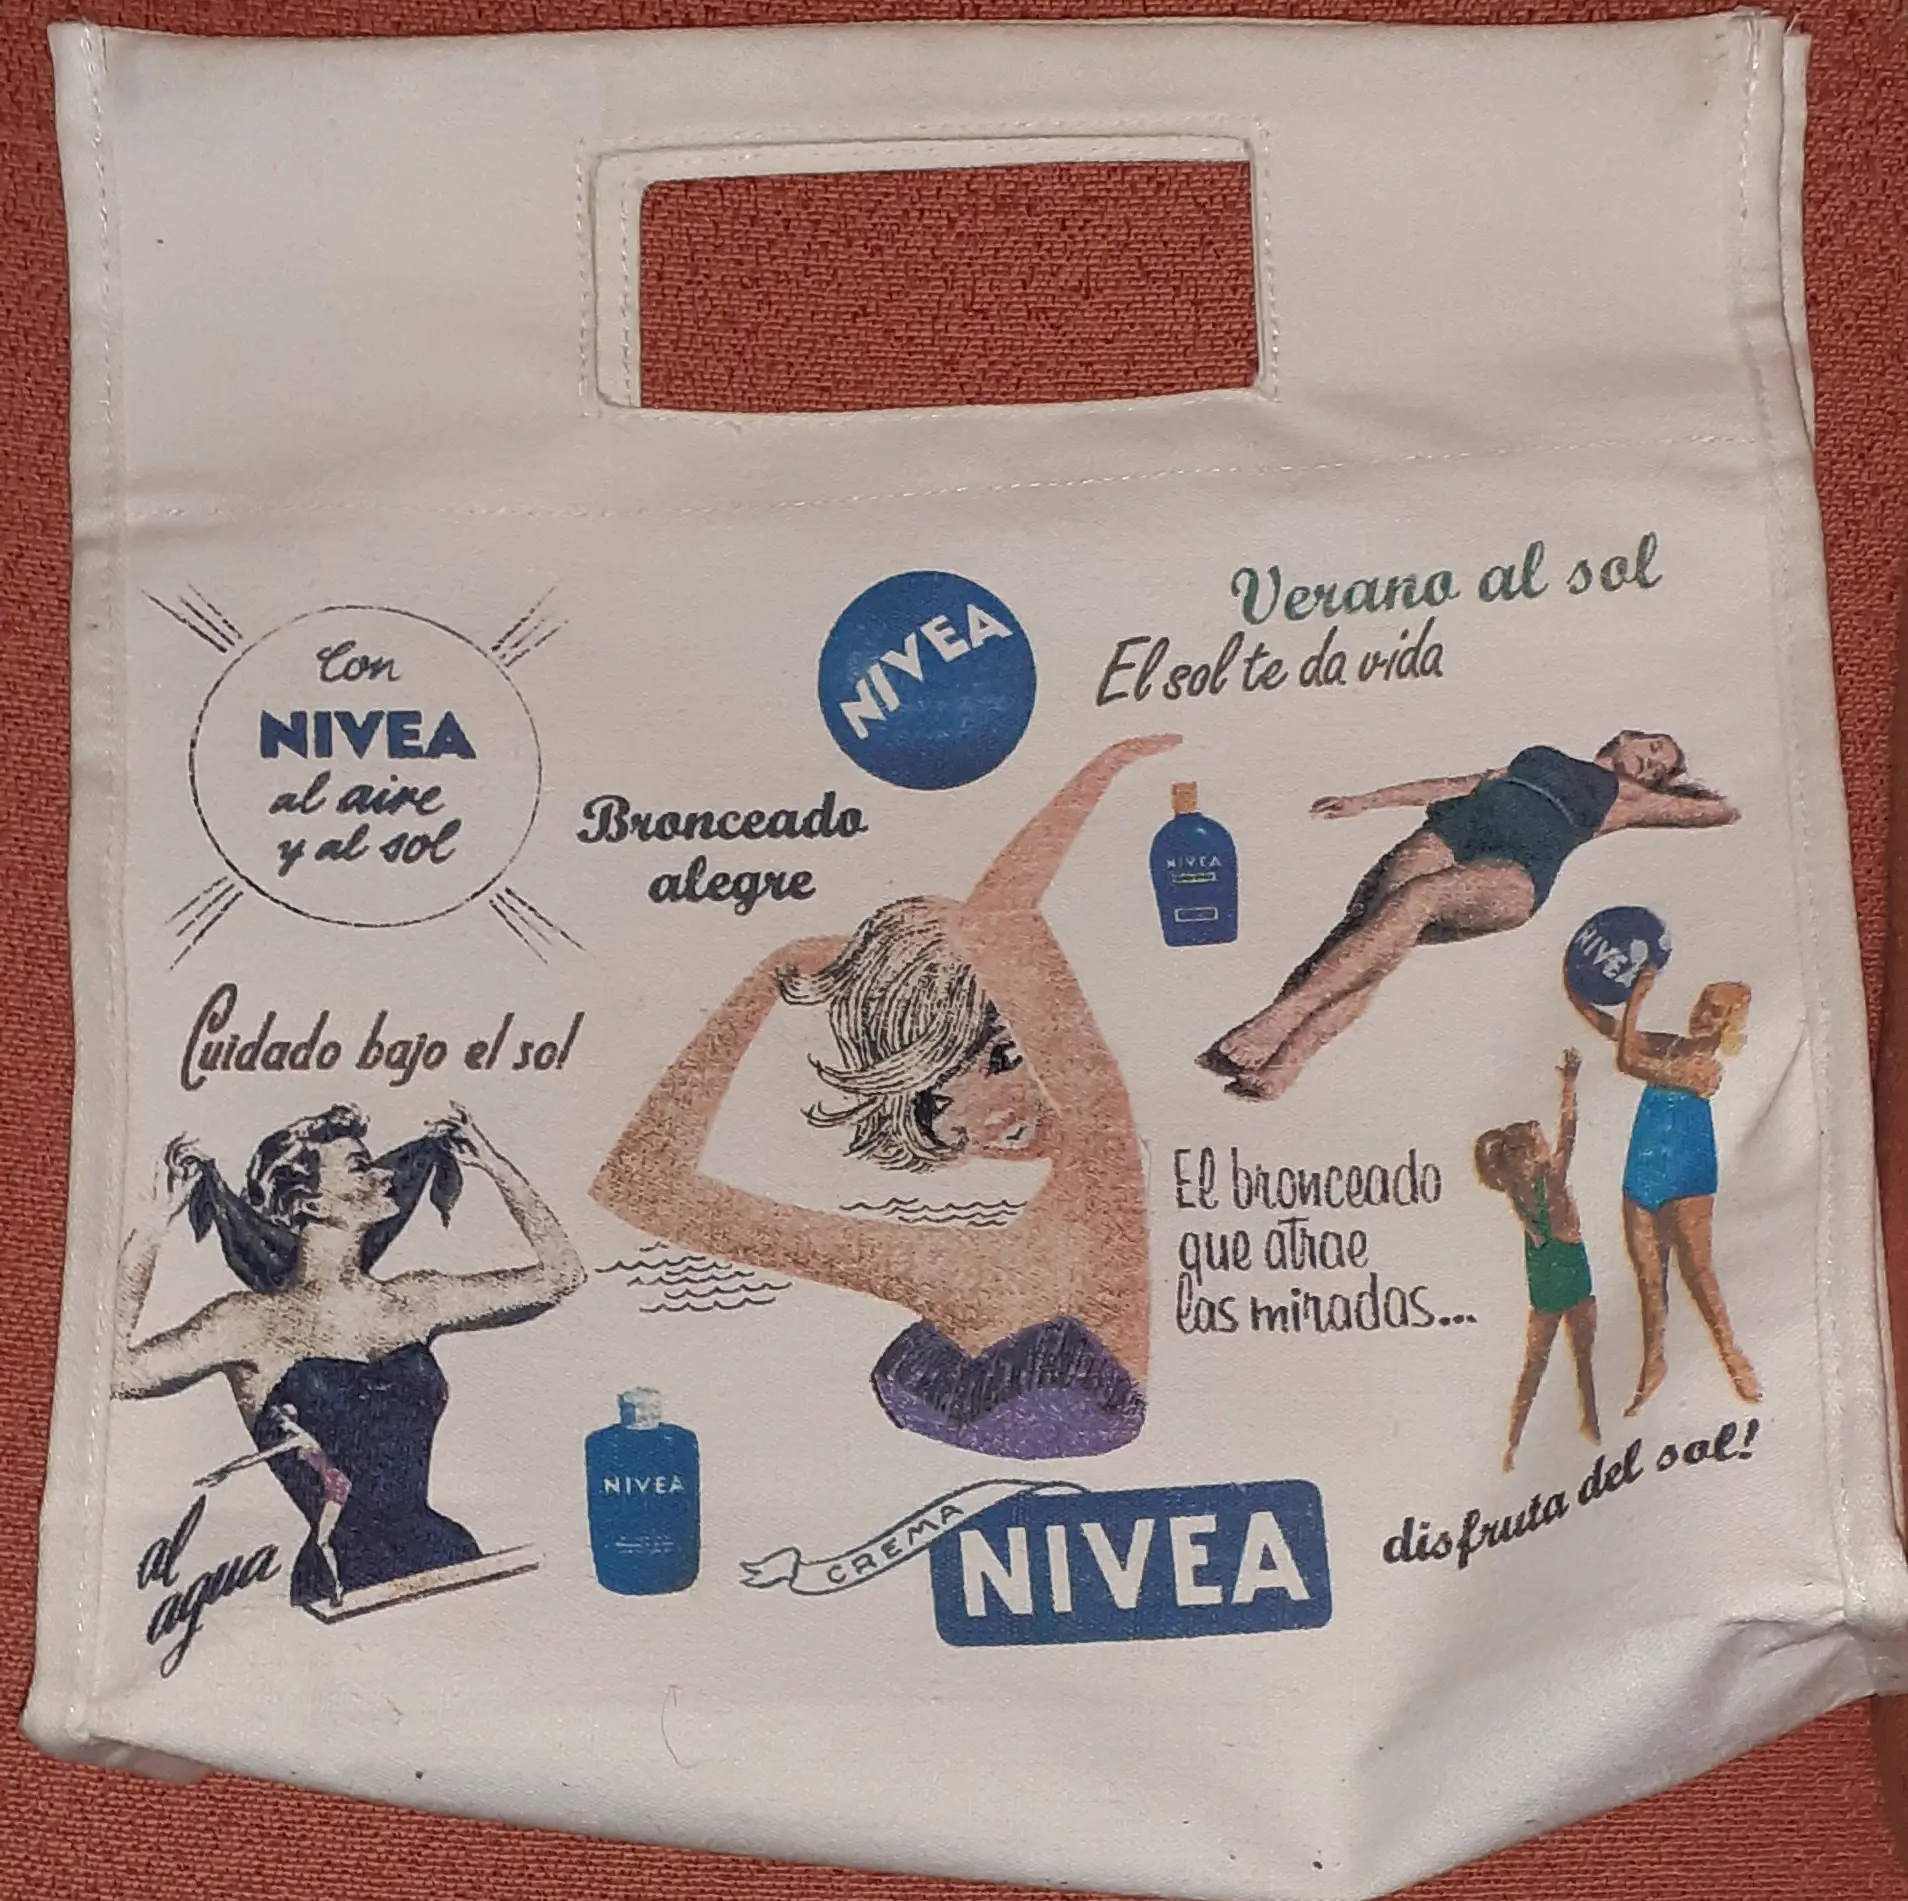 Con
NIVEA
al aire
y al sol
NIVEA
Verano al sol
El sol te da vida
Bronceado
alegre
NIVEA
NIVEA
Cuidado bajo el sol
El bronceado
que atrae
las miradas...
al
agua
NIVEA
CREMA
NIVEA
disfruta del sol!